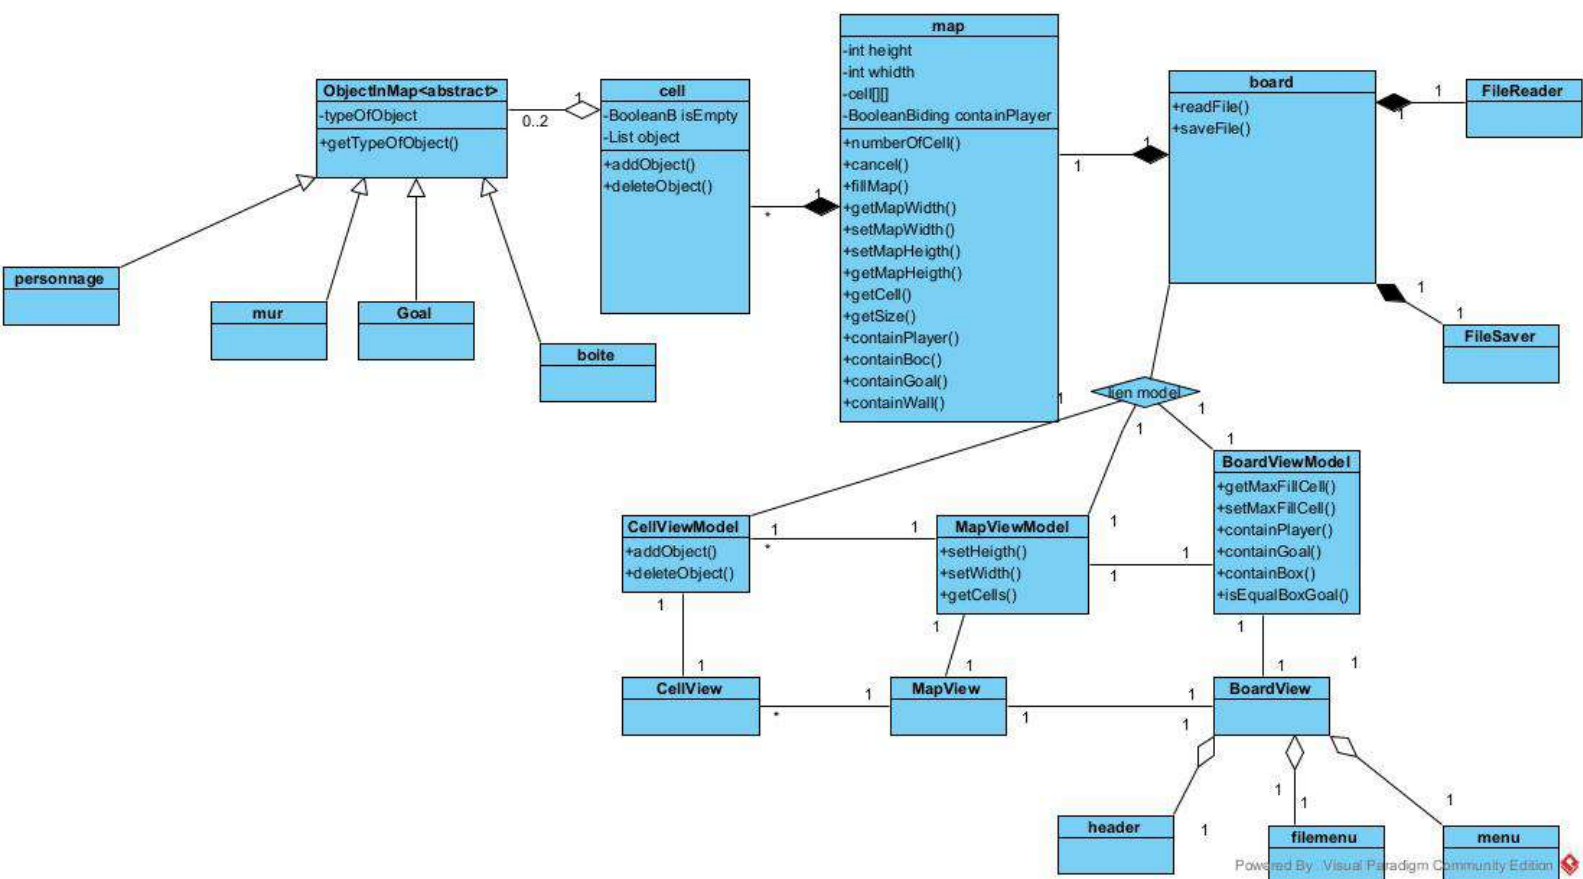 map
-int height
-int whidth
-cell[][]
-BooleanBiding containPlayer
+numberOfCell()
+cancel()
+fillMap()
+getMapWidth()
+setMapWidth()
+setMapHeigth()
+getMapHeigth()
+getCell()
+getSize()
+containPlayer()
+containBoc()
+containGoal()
+containWall()
ObjectInMap<abstract>
-typeOfObject
+getTypeOfObject()
1
0..2
cell
-BooleanB isEmpty
-List object
+addObject()
+deleteObject()
1
*
board
+readFile()
+saveFile()
1
1
1
1
FileReader
1
1
FileSaver
personnage
mur
Goal
boite
lien model
1
1
1
1
BoardViewModel
+getMaxFillCell()
+setMaxFillCell()
+containPlayer()
+containGoal()
+containBox()
+isEqualBoxGoal()
CellViewModel
+addObject()
+deleteObject()
1
*
1
MapViewModel
+setHeigth()
+setWidth()
+getCells()
1
1
1
1
1
1
1
1
1
1
CellView
*
1
MapView
1
1
1
BoardView
header
1
1
1
filemenu
1
menu
Powered By Visual Paradigm Community Edition